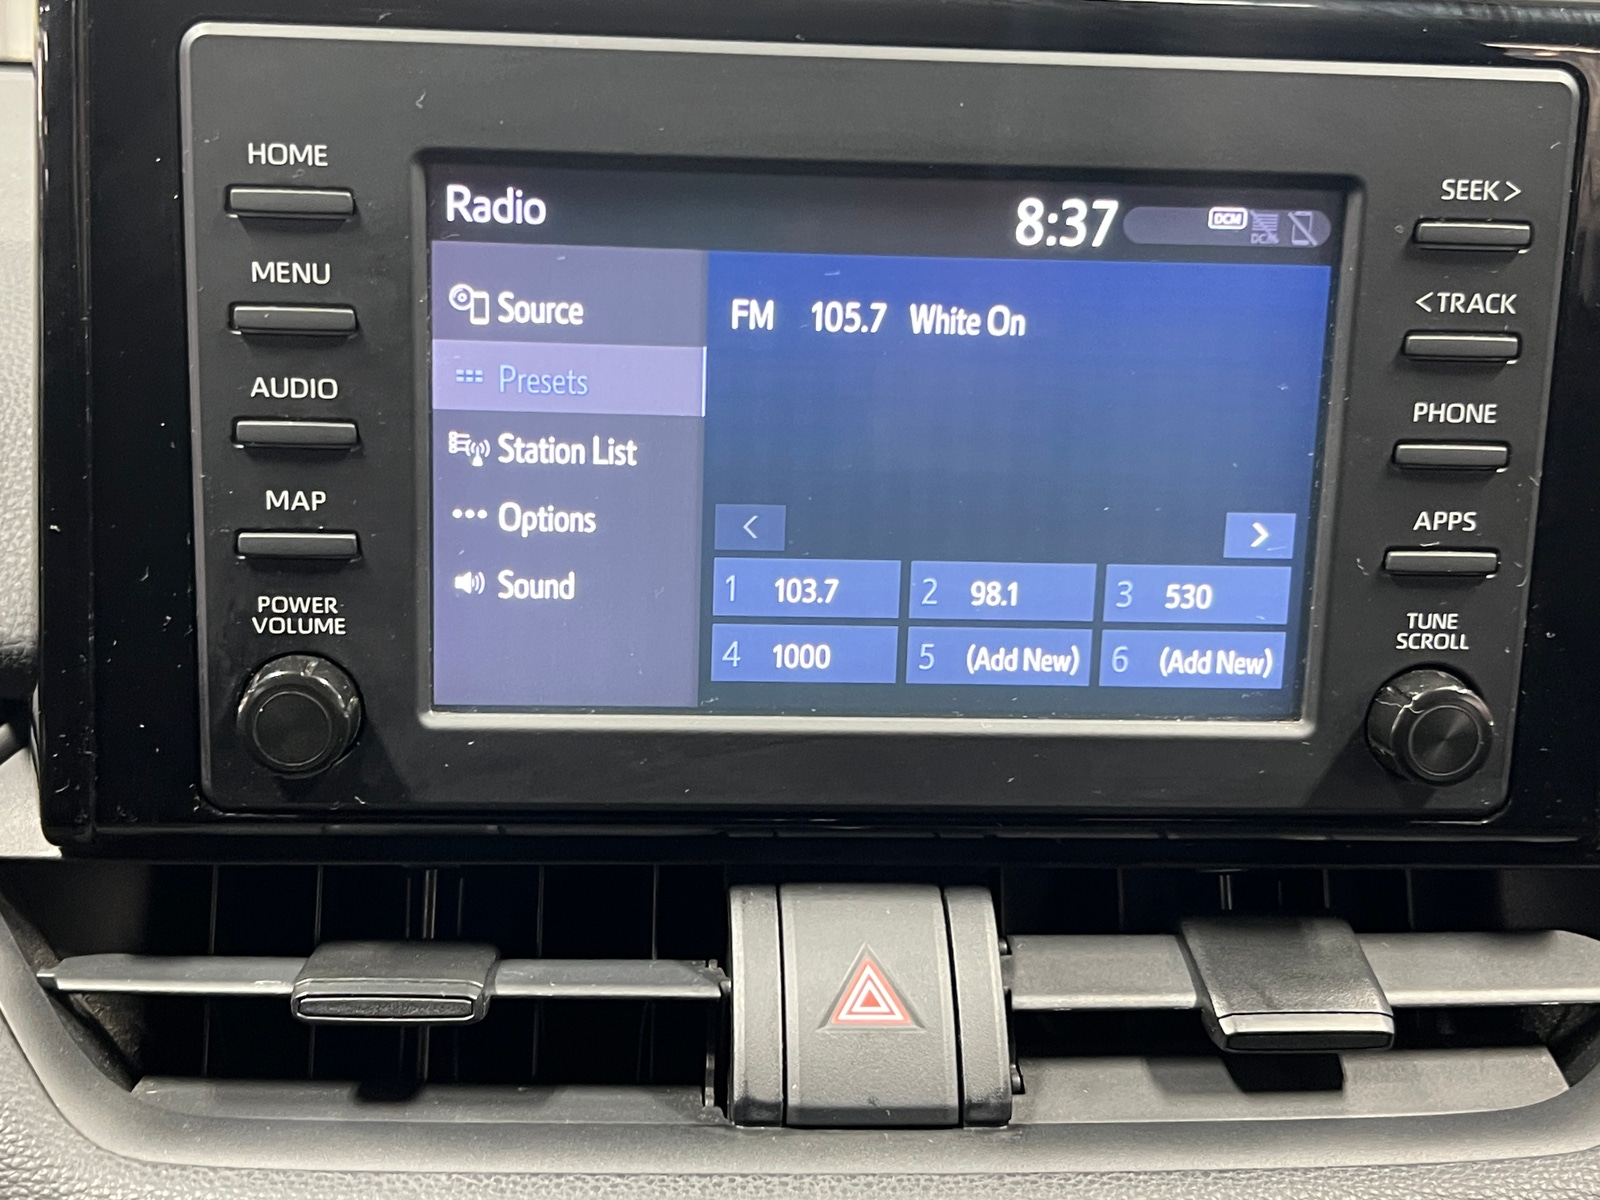 HOME
MENU
AUDIO
MAP
POWER
VOLUME
Radio
8:37
DCM
DCM
Source
Presets
Station List
Options
Sound
FM 105.7 White On
<
>
1 103.7
2 98.1
3 530
4 1000
5 (Add New)
6 (Add New)
SEEK >
< TRACK
PHONE
APPS
TUNE
SCROLL